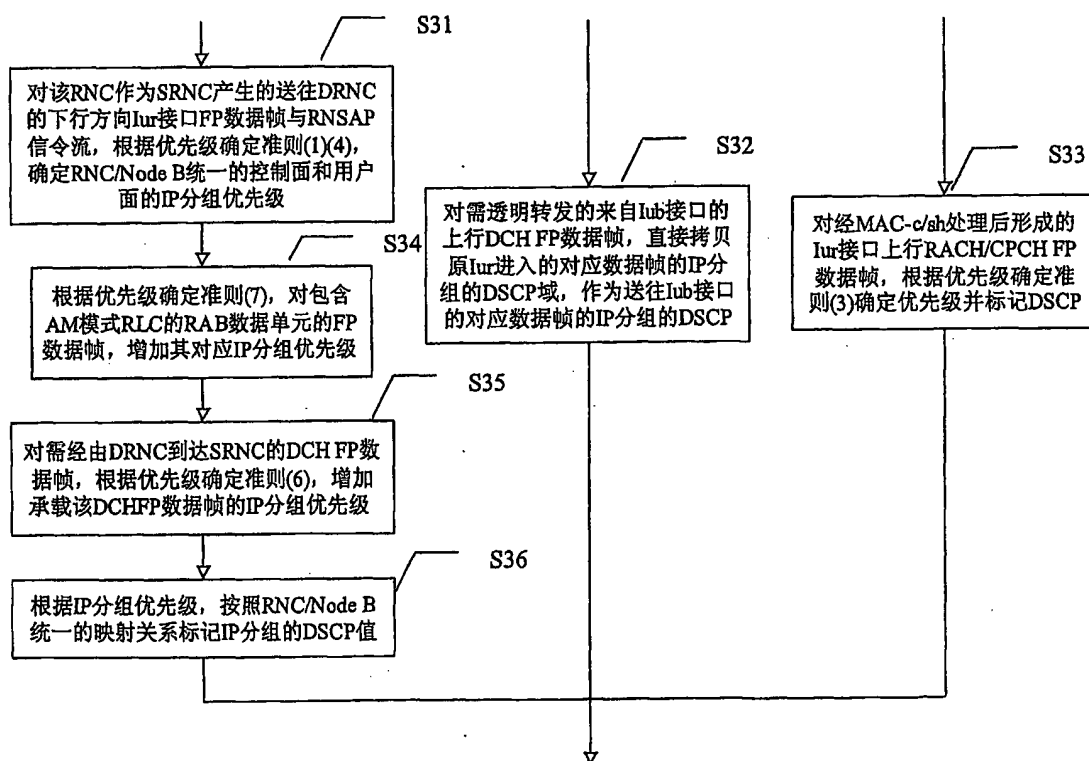 S31
对该RNC作为SRNC产生的送往DRNC
的下行方向Iur接口FP数据帧与RNSAP
信令流，根据优先级确定准则(1)(4)，
确定RNC/Node B统一的控制面和用户
面的IP分组优先级
S34
根据优先级确定准则(7)，对包含
AM模式RLC的RAB数据单元的FP
数据帧，增加其对应IP分组优先级
S35
对需经由DRNC到达SRNC的DCH FP数
据帧，根据优先级确定准则(6)，增加
承载该DCHFP数据帧的IP分组优先级
S36
根据IP分组优先级，按照RNC/Node B
统一的映射关系标记IP分组的DSCP值
S32
对需透明转发的来自Iub接口的
上行DCH FP数据帧，直接拷贝
原Iur进入的对应数据帧的IP分
组的DSCP域，作为送往Iub接口
的对应数据帧的IP分组的DSCP
S33
对经MAC-c/sh处理后形成的
Iur接口上行RACH/CPCH FP
数据帧，根据优先级确定准
则(3)确定优先级并标记DSCP